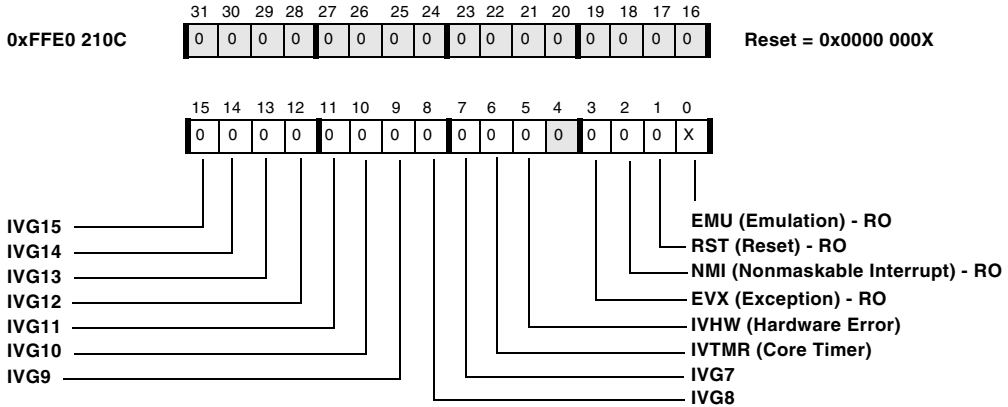 31 30 29 28 27 26 25 24 23 22 21 20 19 18 17 16
0xFFE0 210C 0 0 0 0 0 0 0 0 0 0 0 0 0 0 0 0 Reset = 0x0000 000X
15 14 13 12 11 10 9 8 7 6 5 4 3 2 1 0
0 0 0 0 0 0 0 0 0 0 0 0 0 0 0 X
IVG15
IVG14
IVG13
IVG12
IVG11
IVG10
IVG9
EMU (Emulation) - RO
RST (Reset) - RO
NMI (Nonmaskable Interrupt) - RO
EVX (Exception) - RO
IVHW (Hardware Error)
IVTMR (Core Timer)
IVG7
IVG8